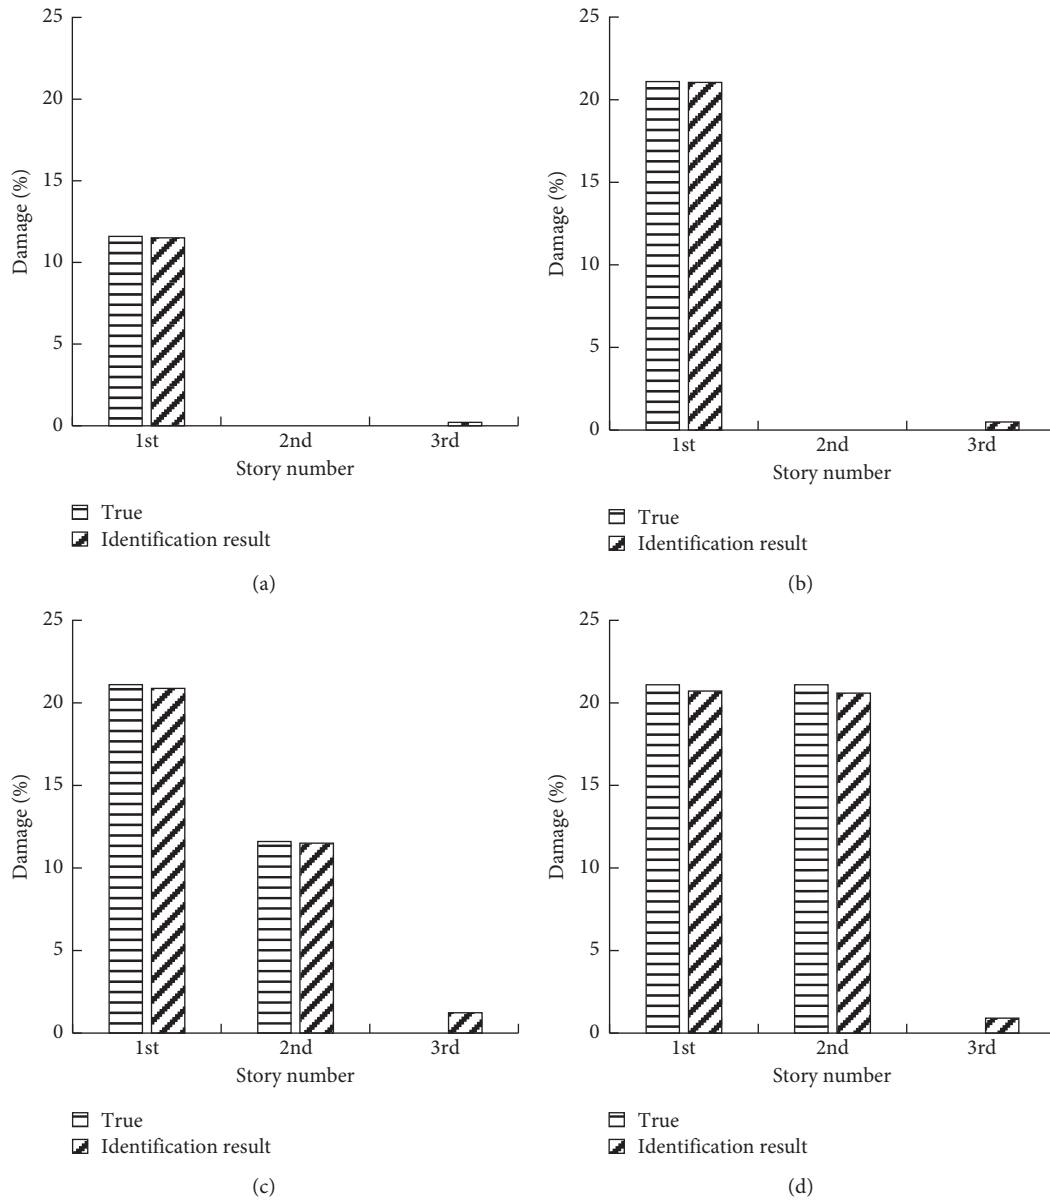 25
20
15
10
5
0
Damage (%)
1st
2nd
3rd
Story number
True
Identification result
(a)
25
20
15
10
5
0
Damage (%)
1st
2nd
3rd
Story number
True
Identification result
(b)
25
20
15
10
5
0
Damage (%)
1st
2nd
3rd
Story number
True
Identification result
(c)
25
20
15
10
5
0
Damage (%)
1st
2nd
3rd
Story number
True
Identification result
(d)